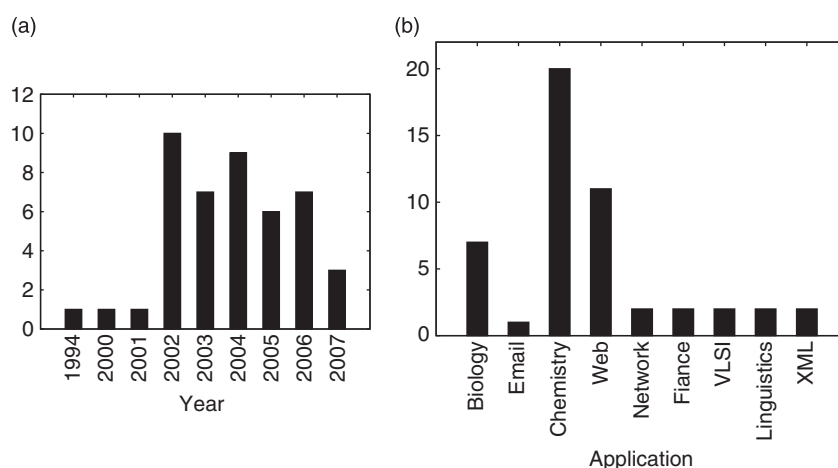 (a)
12
10
8
6
4
2
0
1994
2000
2001
2002
2003
2004
2005
2006
2007
Year
(b)
20
15
10
5
0
Biology
Email
Chemistry
Web
Network
Fiance
VLSI
Linguistics
XML
Application